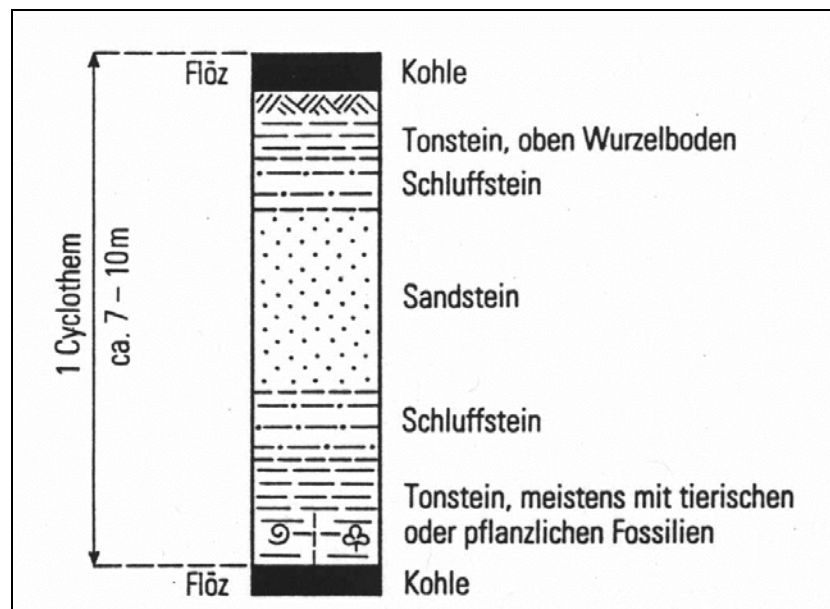 Flöz
Kohle
Tonstein, oben Wurzelboden
Schluffstein
1 Cyclothem
ca. 7 – 10m
Sandstein
Schluffstein
Tonstein, meistens mit tierischen
oder pflanzlichen Fossilien
Flöz
Kohle